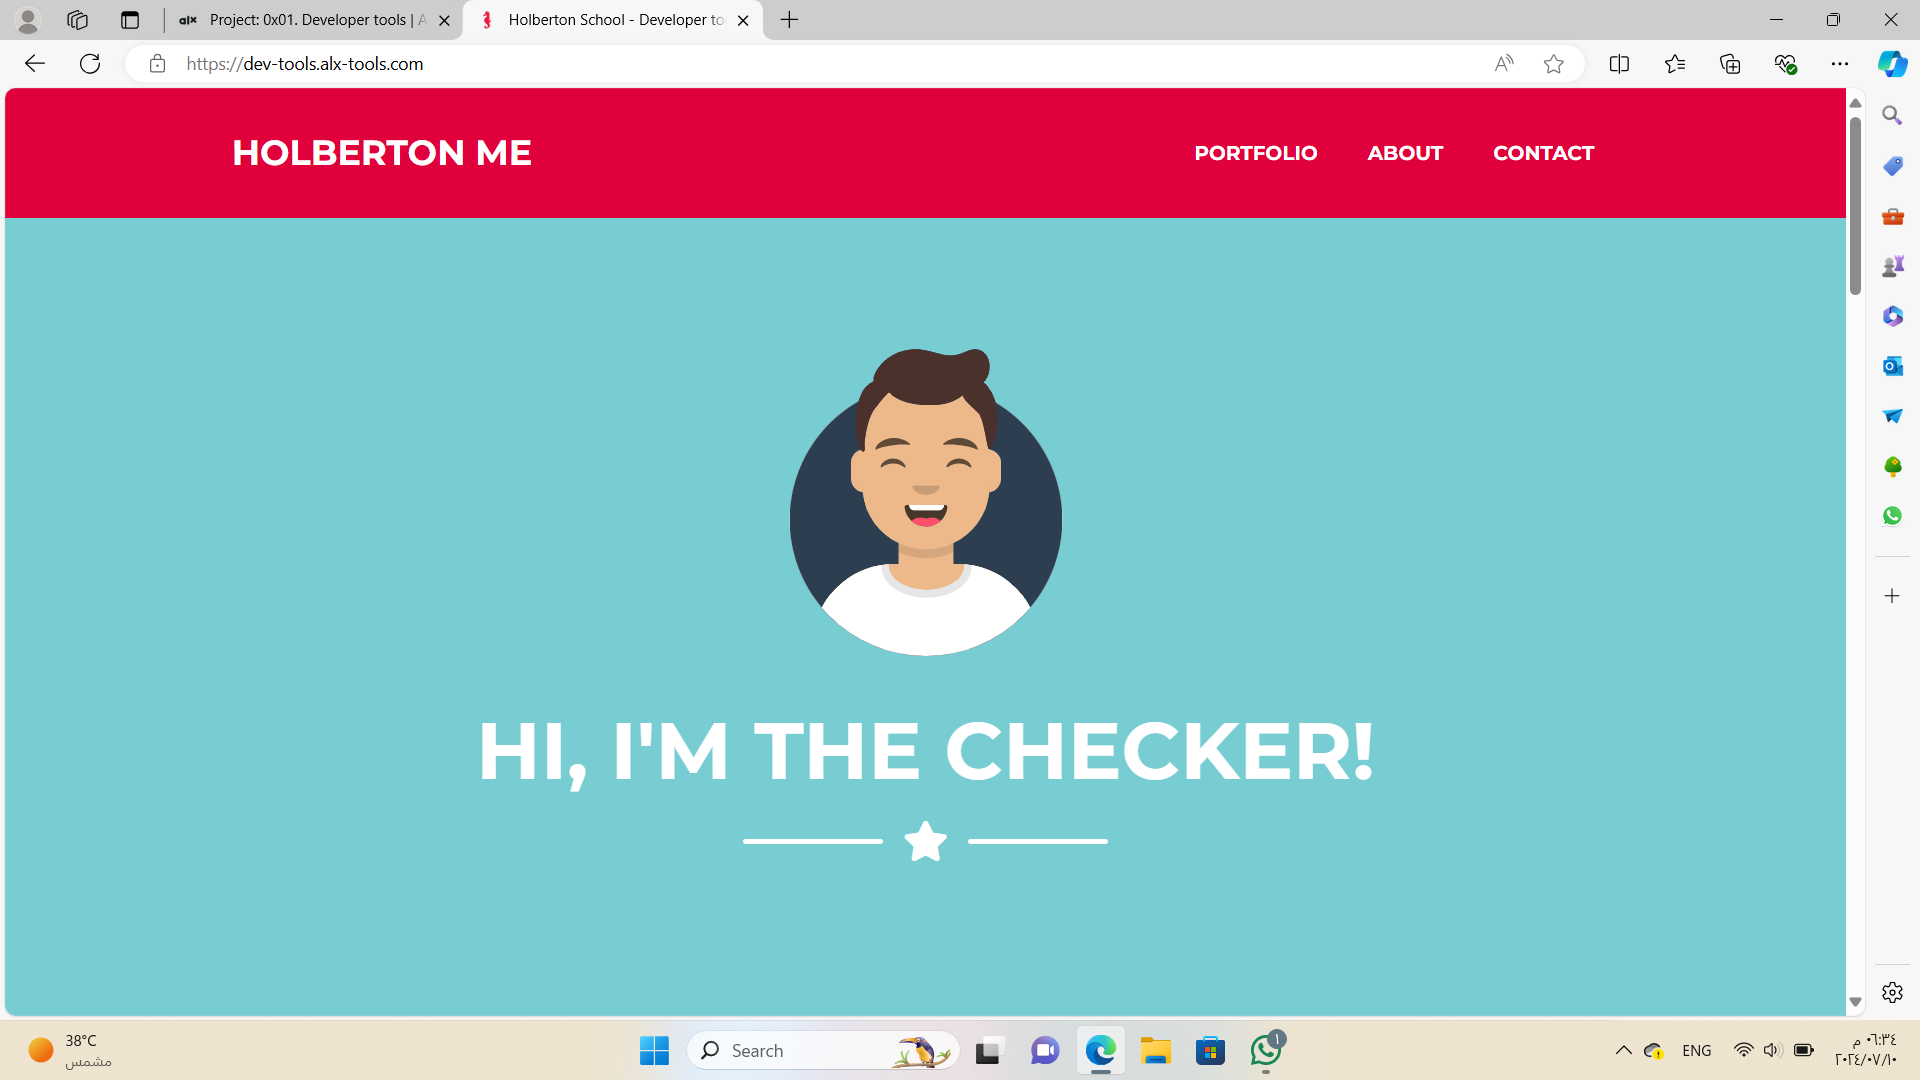 alx Project: 0x01. Developer tools | A
Holberton School - Developer to
https://dev-tools.alx-tools.com
HOLBERTON ME
PORTFOLIO ABOUT CONTACT
HI, I'M THE CHECKER!
38°C
مشمس
Search
١
ENG
٠٦:٣٤ م
٢٠٢٤/٠٧/١٠